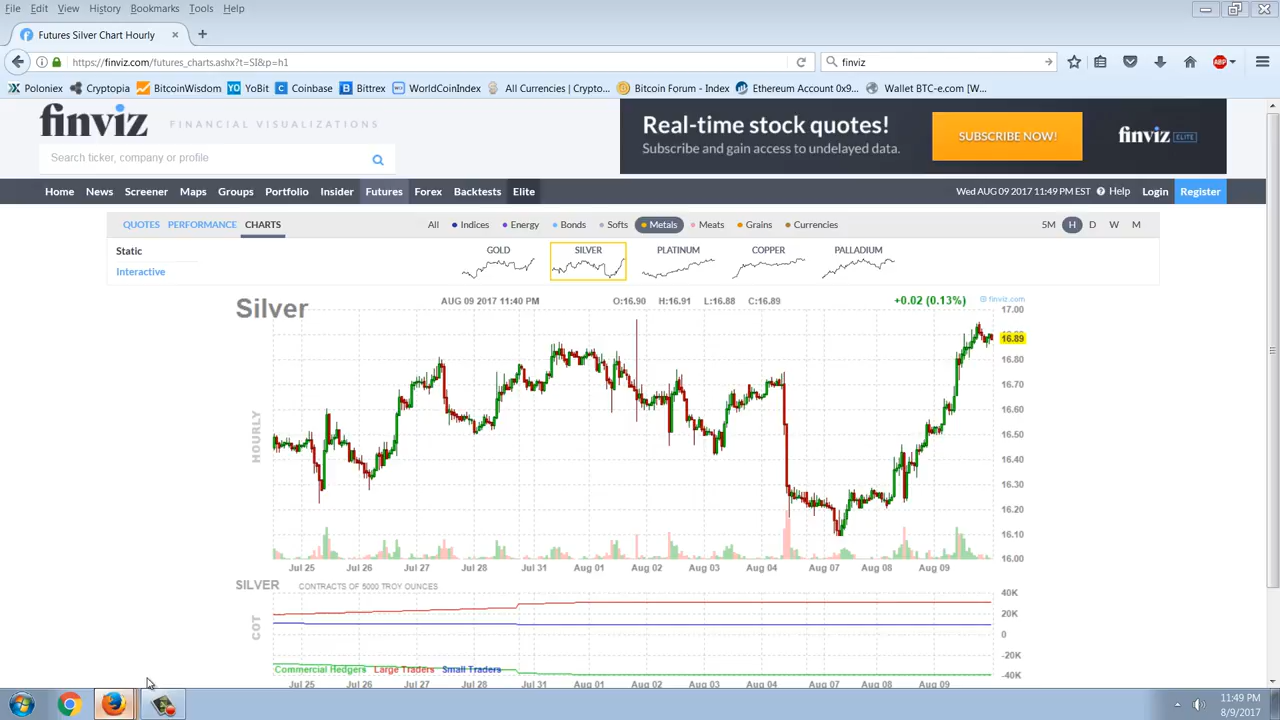 File Edit View History Bookmarks Tools Help
Futures Silver Chart Hourly
https://finviz.com/futures_charts.ashx?t=SI&p=h1
finviz
ABP
Poloniex Cryptopia BitcoinWisdom YO YoBit C Coinbase B Bittrex WorldCoinIndex All Currencies | Crypto... Bitcoin Forum - Index Ethereum Account 0x9... Wallet BTC-e.com [W...
finviz FINANCIAL VISUALIZATIONS
Search ticker, company or profile
Real-time stock quotes!
Subscribe and gain access to undelayed data.
SUBSCRIBE NOW!
finviz ELITE
Home News Screener Maps Groups Portfolio Insider Futures Forex Backtests Elite Wed AUG 09 2017 11:49 PM EST Help Login Register
QUOTES PERFORMANCE CHARTS All Indices Energy Bonds Softs Metals Meats Grains Currencies 5M H D W M
Static
Interactive
GOLD SILVER PLATINUM COPPER PALLADIUM
Silver AUG 09 2017 11:40 PM O:16.90 H:16.91 L:16.88 C:16.89 +0.02 (0.13%) © finviz.com
17.00
16.89
16.80
16.70
16.60
16.50
16.40
16.30
16.20
16.10
16.00
HOURLY
Jul 25 Jul 26 Jul 27 Jul 28 Jul 31 Aug 01 Aug 02 Aug 03 Aug 04 Aug 07 Aug 08 Aug 09
SILVER CONTRACTS OF 5000 TROY OUNCES
40K
20K
0
-20K
-40K
COT
Commercial Hedgers Large Traders Small Traders
Jul 25 Jul 26 Jul 27 Jul 28 Jul 31 Aug 01 Aug 02 Aug 03 Aug 04 Aug 07 Aug 08 Aug 09
11:49 PM
8/9/2017